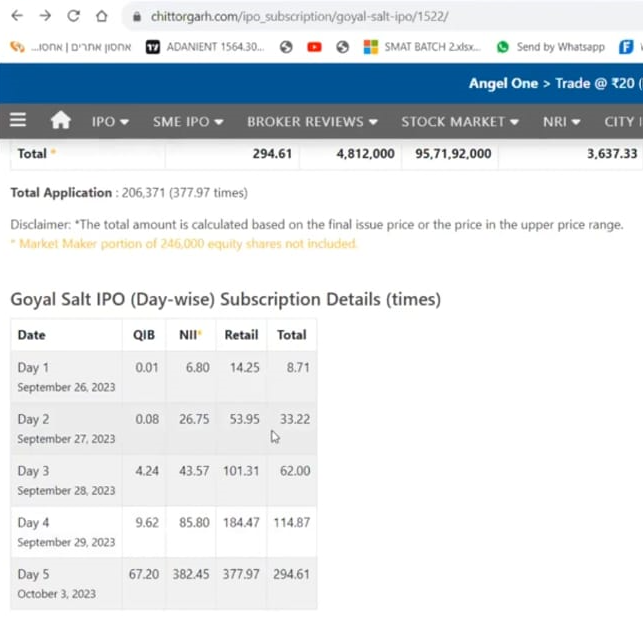 chittorgarh.com/ipo_subscription/goyal-salt-ipo/1522/
ADANIENT 1564.30... SMAT BATCH 2.xlsx... Send by Whatsapp
Angel One > Trade @ ₹20 (
IPO SME IPO BROKER REVIEWS STOCK MARKET NRI CITY
Total * 294.61 4,812,000 95,71,92,000 3,637.33
Total Application : 206,371 (377.97 times)
Disclaimer: *The total amount is calculated based on the final issue price or the price in the upper price range.
* Market Maker portion of 246,000 equity shares not included.
Goyal Salt IPO (Day-wise) Subscription Details (times)
Date QIB NII* Retail Total
Day 1 0.01 6.80 14.25 8.71
September 26, 2023
Day 2 0.08 26.75 53.95 33.22
September 27, 2023
Day 3 4.24 43.57 101.31 62.00
September 28, 2023
Day 4 9.62 85.80 184.47 114.87
September 29, 2023
Day 5 67.20 382.45 377.97 294.61
October 3, 2023